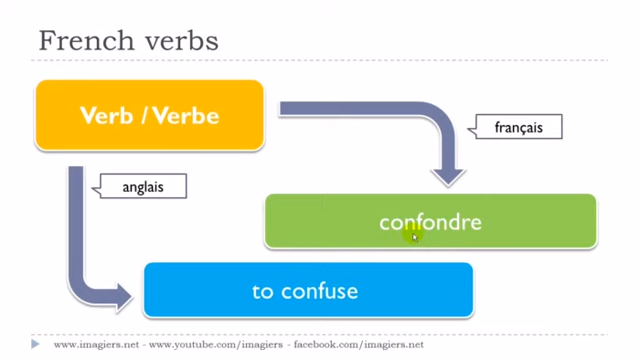 French verbs
Verb / Verbe
français
anglais
confondre
to confuse
www.imagiers.net - www.youtube.com/imagiers - facebook.com/imagiers.net